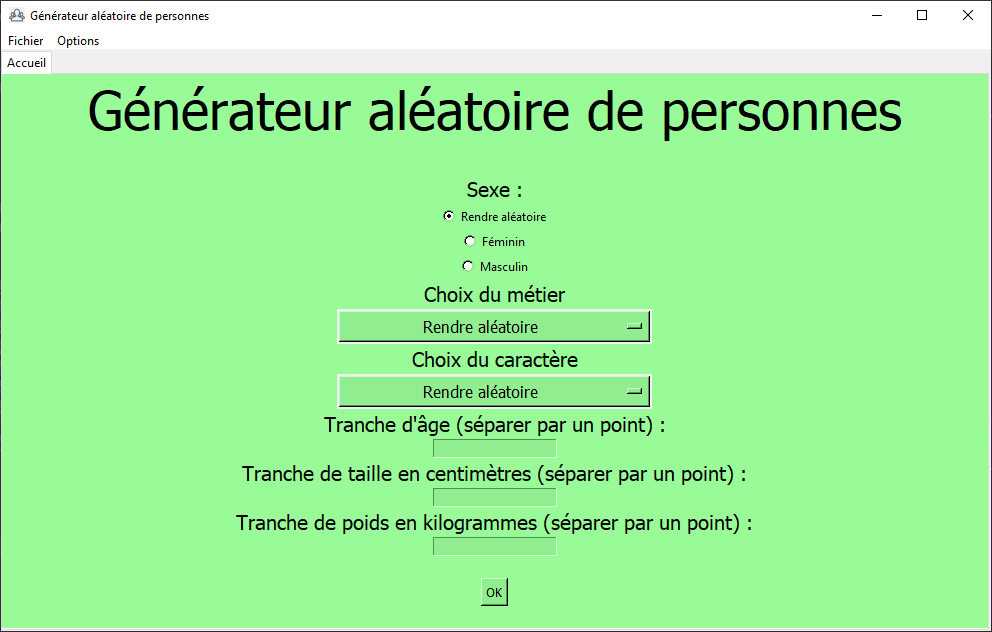 Générateur aléatoire de personnes
Fichier Options
Accueil
Générateur aléatoire de personnes
Sexe :
Rendre aléatoire
Féminin
Masculin
Choix du métier
Rendre aléatoire
Choix du caractère
Rendre aléatoire
Tranche d'âge (séparer par un point) :
Tranche de taille en centimètres (séparer par un point) :
Tranche de poids en kilogrammes (séparer par un point) :
OK